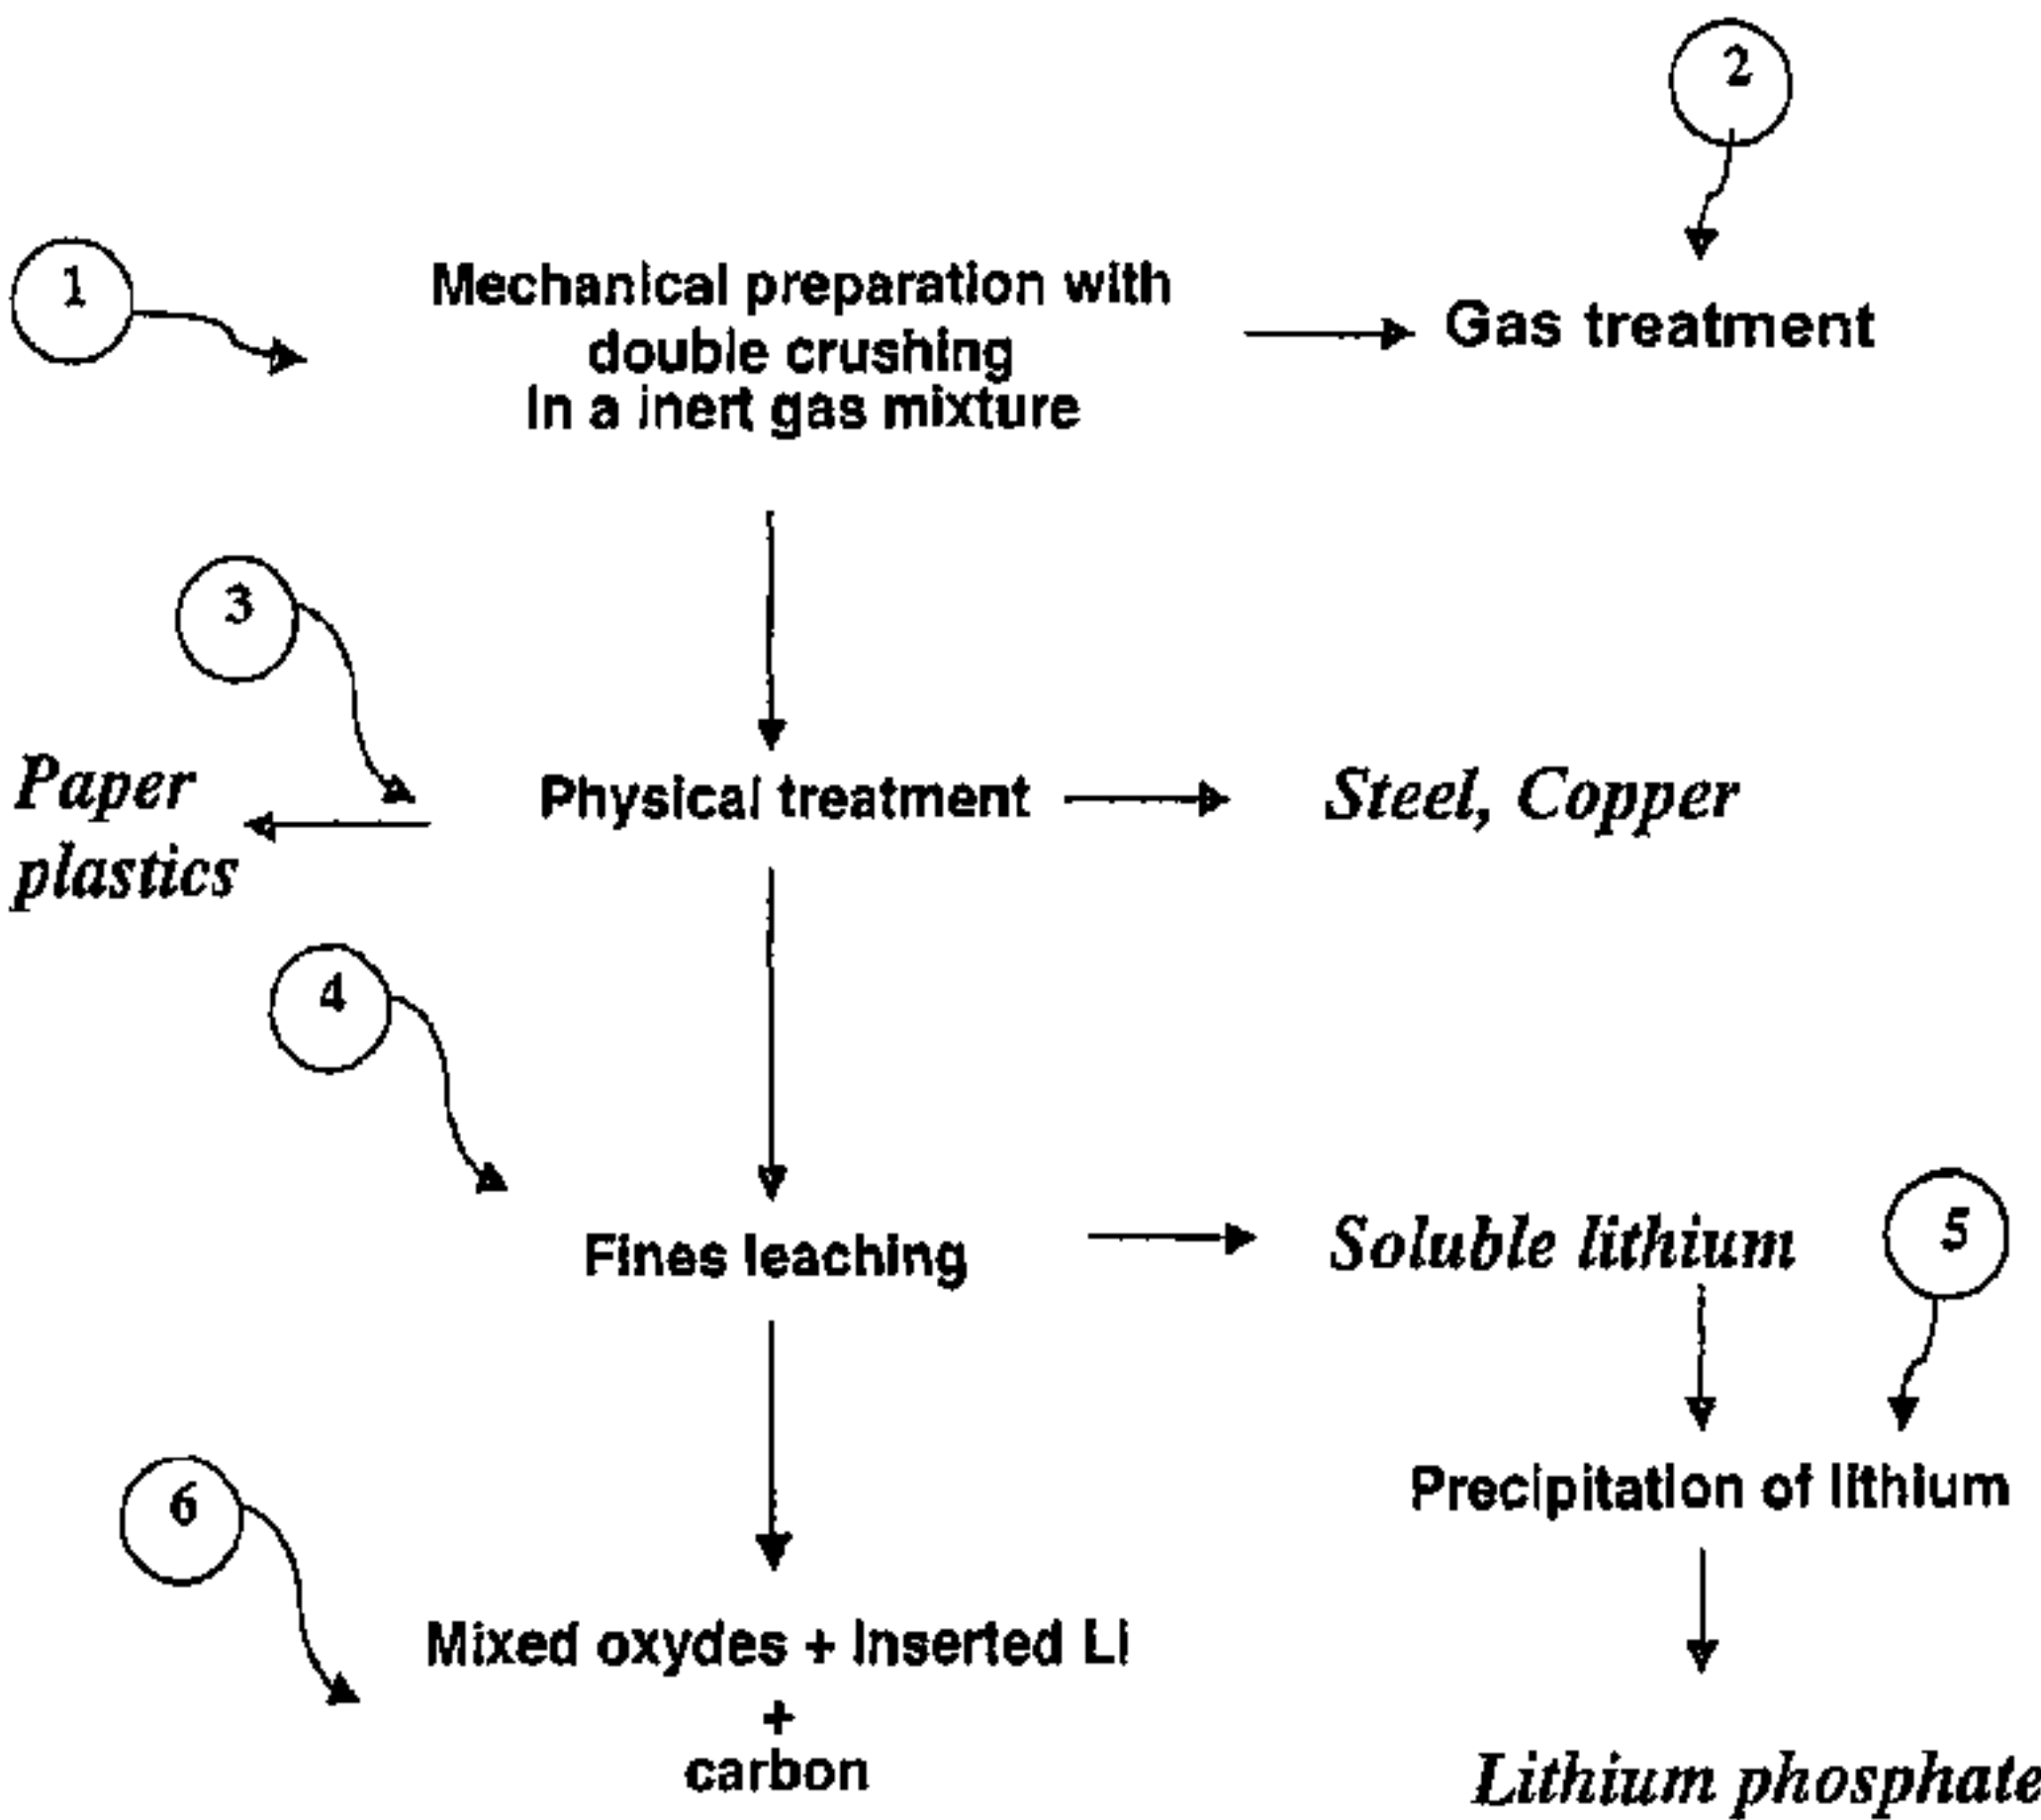 2
1
Mechanical preparation with
double crushing
In a inert gas mixture
Gas treatment
3
Paper
plastics
Physical treatment
Steel, Copper
4
Fines leaching
Soluble lithium
5
Precipitation of lithium
6
Mixed oxydes + Inserted Li
+
carbon
Lithium phosphate